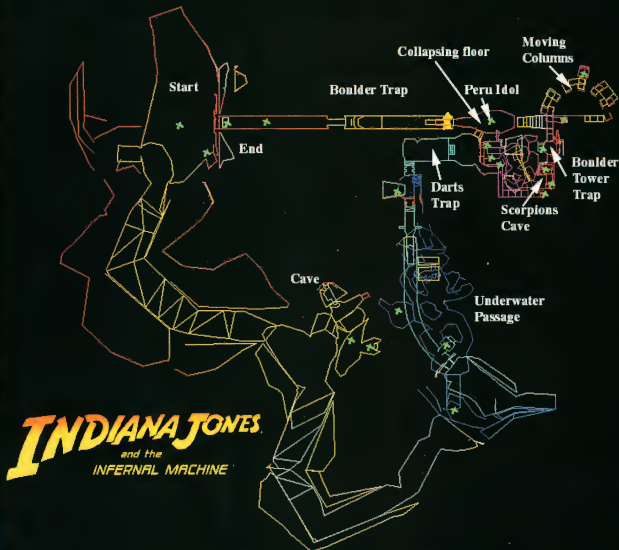 Moving
Columns
Collapsing floor
Start
Boulder Trap
Peru Idol
End
Darts
Trap
Boulder
Tower
Trap
Scorpions
Cave
Cave
Underwater
Passage
INDIANA JONES
and the
INFERNAL MACHINE